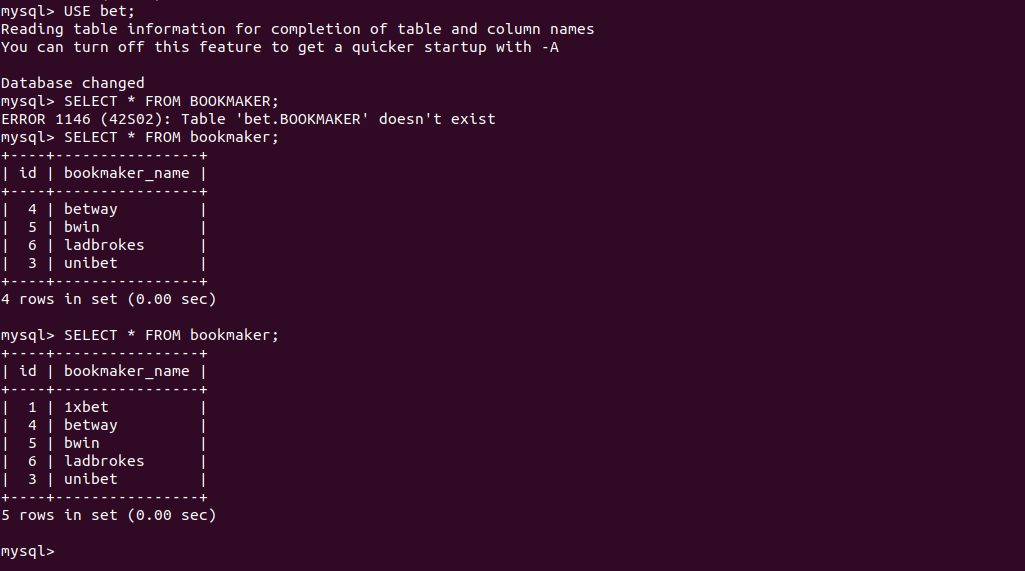 mysql> USE bet;
Reading table information for completion of table and column names
You can turn off this feature to get a quicker startup with -A
Database changed
mysql> SELECT * FROM BOOKMAKER;
ERROR 1146 (42S02): Table 'bet.BOOKMAKER' doesn't exist
mysql> SELECT * FROM bookmaker;
+----+----------------+
| id | bookmaker_name |
+----+----------------+
|  4 | betway         |
|  5 | bwin           |
|  6 | ladbrokes      |
|  3 | unibet         |
+----+----------------+
4 rows in set (0.00 sec)
mysql> SELECT * FROM bookmaker;
+----+----------------+
| id | bookmaker_name |
+----+----------------+
|  1 | 1xbet          |
|  4 | betway         |
|  5 | bwin           |
|  6 | ladbrokes      |
|  3 | unibet         |
+----+----------------+
5 rows in set (0.00 sec)
mysql>